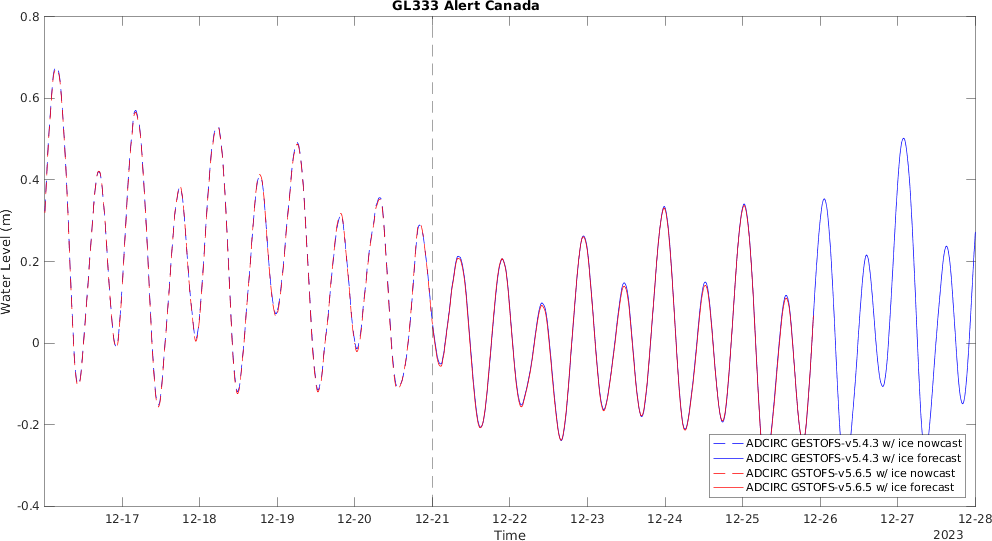 GL333 Alert Canada
0.8
0.6
0.4
0.2
0
-0.2
-0.4
Water Level (m)
12-17
12-18
12-19
12-20
12-21
12-22
12-23
12-24
12-25
12-26
12-27
12-28
Time
2023
ADCIRC GESTOFS-v5.4.3 w/ ice nowcast
ADCIRC GESTOFS-v5.4.3 w/ ice forecast
ADCIRC GSTOFS-v5.6.5 w/ ice nowcast
ADCIRC GSTOFS-v5.6.5 w/ ice forecast